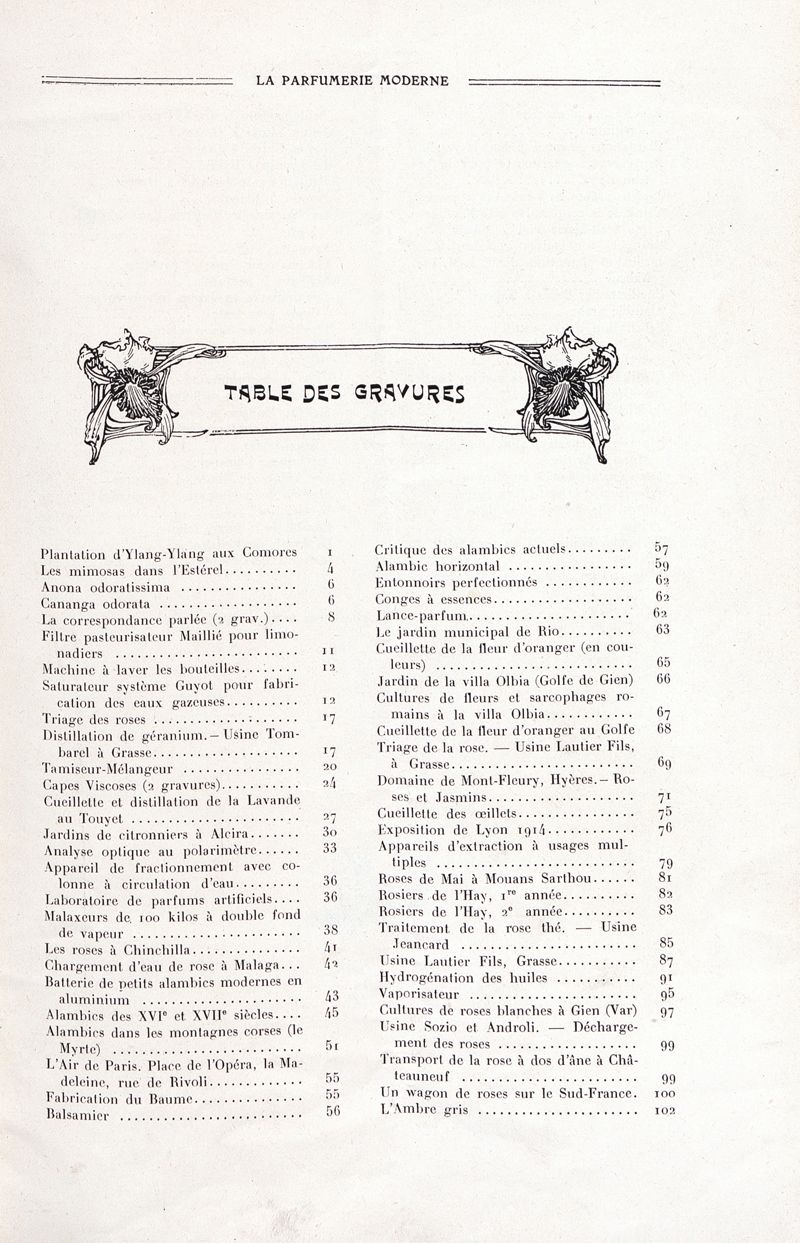 LA PARFUMERIE MODERNE
TABLE DES GRAVURES
Plantation d'Ylang-Ylang aux Comores 1
Les mimosas dans l'Estérel.......... 4
Anona odoratissima ................ 6
Cananga odorata ................... 6
La correspondance parlée (2 grav.).... 8
Filtre pasteurisateur Maillié pour limo-
nadiers ......................... 11
Machine à laver les bouteilles........ 12
Saturateur système Guyot pour fabri-
cation des eaux gazeuses.......... 12
Triage des roses .................... 17
Distillation de géranium.— Usine Tom-
barel à Grasse.................... 17
Tamiseur-Mélangeur ................ 20
Capes Viscoses (2 gravures)........... 24
Cueillette et distillation de la Lavande
au Touyet ....................... 27
Jardins de citronniers à Alcira....... 30
Analyse optique au polarimètre...... 33
Appareil de fractionnement avec co-
lonne à circulation d'eau......... 36
Laboratoire de parfums artificiels.... 36
Malaxeurs de 100 kilos à double fond
de vapeur ....................... 38
Les roses à Chinchilla............... 41
Chargement d'eau de rose à Malaga... 42
Batterie de petits alambics modernes en
aluminium ...................... 43
Alambics des XVIe et XVIIe siècles.... 45
Alambics dans les montagnes corses (le
Myrte) .......................... 51
L'Air de Paris. Place de l'Opéra, la Ma-
deleine, rue de Rivoli............. 55
Fabrication du Baume............... 55
Balsamier ......................... 56
Critique des alambics actuels......... 57
Alambic horizontal ................. 59
Entonnoirs perfectionnés ............ 62
Conges à essences................... 62
Lance-parfum...................... 62
Le jardin municipal de Rio.......... 63
Cueillette de la fleur d'oranger (en cou-
leurs) ........................... 65
Jardin de la villa Olbia (Golfe de Gien) 66
Cultures de fleurs et sarcophages ro-
mains à la villa Olbia............ 67
Cueillette de la fleur d'oranger au Golfe 68
Triage de la rose. — Usine Lautier Fils,
à Grasse......................... 69
Domaine de Mont-Fleury, Hyères.— Ro-
ses et Jasmins.................... 71
Cueillette des œillets................ 75
Exposition de Lyon 1914............ 76
Appareils d'extraction à usages mul-
tiples ........................... 79
Roses de Mai à Mouans Sarthou...... 81
Rosiers de l'Hay, 1re année.......... 82
Rosiers de l'Hay, 2e année.......... 83
Traitement de la rose thé. — Usine
Jeancard ........................ 85
Usine Lautier Fils, Grasse........... 87
Hydrogénation des huiles ........... 91
Vaporisateur ....................... 95
Cultures de roses blanches à Gien (Var) 97
Usine Sozio et Androli. — Décharge-
ment des roses ................... 99
Transport de la rose à dos d'âne à Châ-
teauneuf ........................ 99
Un wagon de roses sur le Sud-France. 100
L'Ambre gris ...................... 102